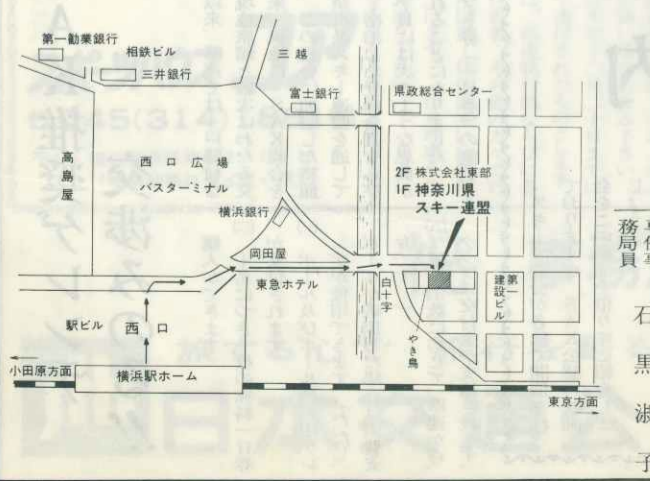 第一勧業銀行
相鉄ビル
三井銀行
三越
富士銀行
県政総合センター
高島屋
西口広場
バスターミナル
2F 株式会社東部
1F 神奈川県
スキー連盟
横浜銀行
岡田屋
東急ホテル
白十字
やき鳥
第一
建設ビル
駅ビル
西口
小田原方面
横浜駅ホーム
東京方面
務局員
石黒淑子